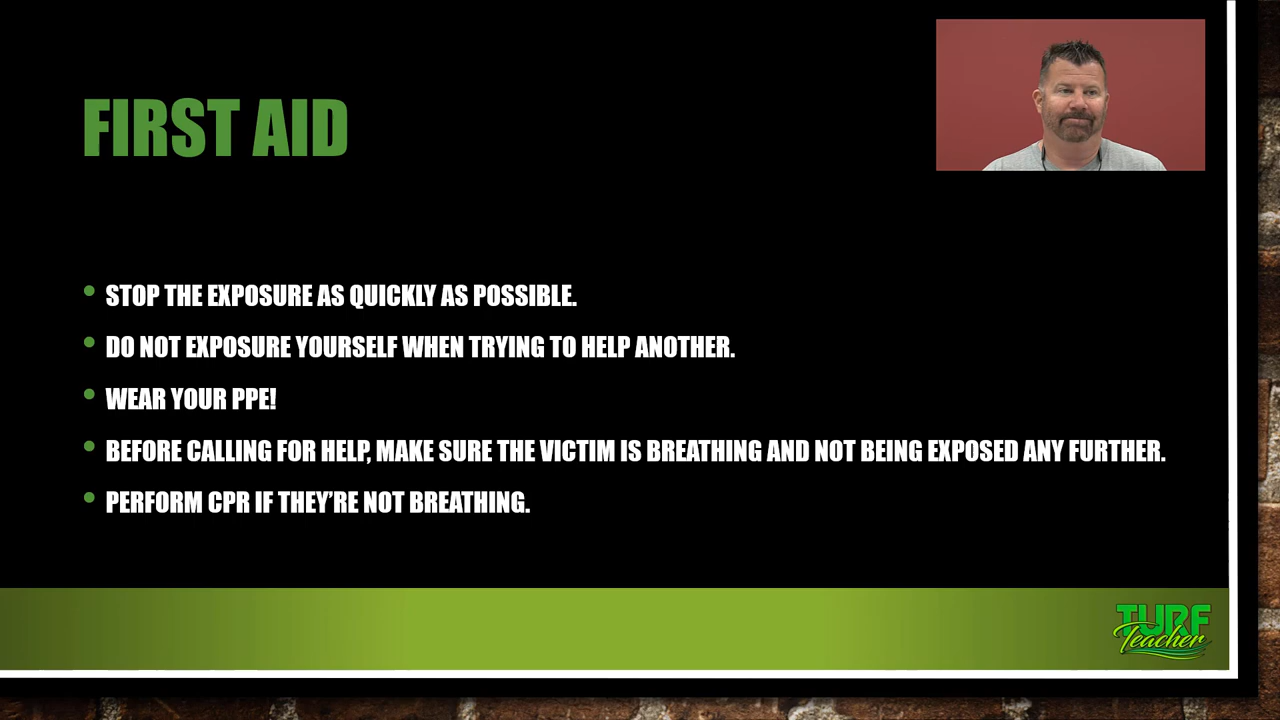 FIRST AID
STOP THE EXPOSURE AS QUICKLY AS POSSIBLE.
DO NOT EXPOSURE YOURSELF WHEN TRYING TO HELP ANOTHER.
WEAR YOUR PPE!
BEFORE CALLING FOR HELP, MAKE SURE THE VICTIM IS BREATHING AND NOT BEING EXPOSED ANY FURTHER.
PERFORM CPR IF THEY’RE NOT BREATHING.
TURF
Teacher